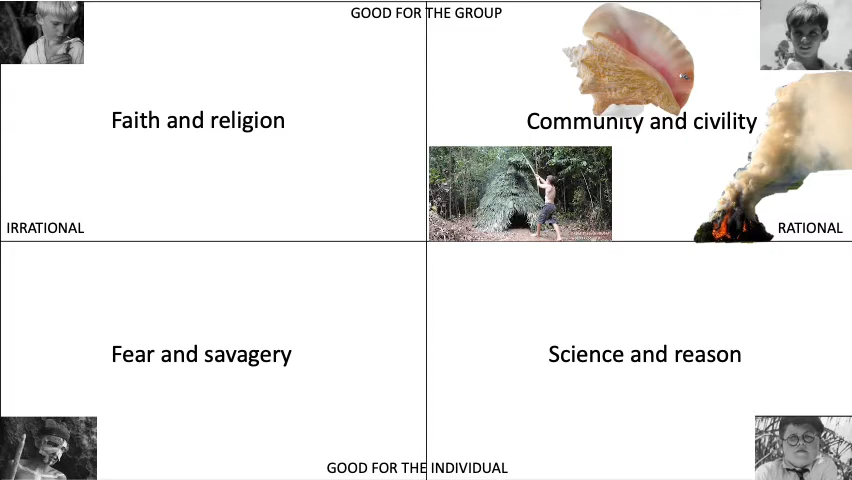 GOOD FOR THE GROUP
Faith and religion
Community and civility
IRRATIONAL
RATIONAL
Fear and savagery
Science and reason
GOOD FOR THE INDIVIDUAL